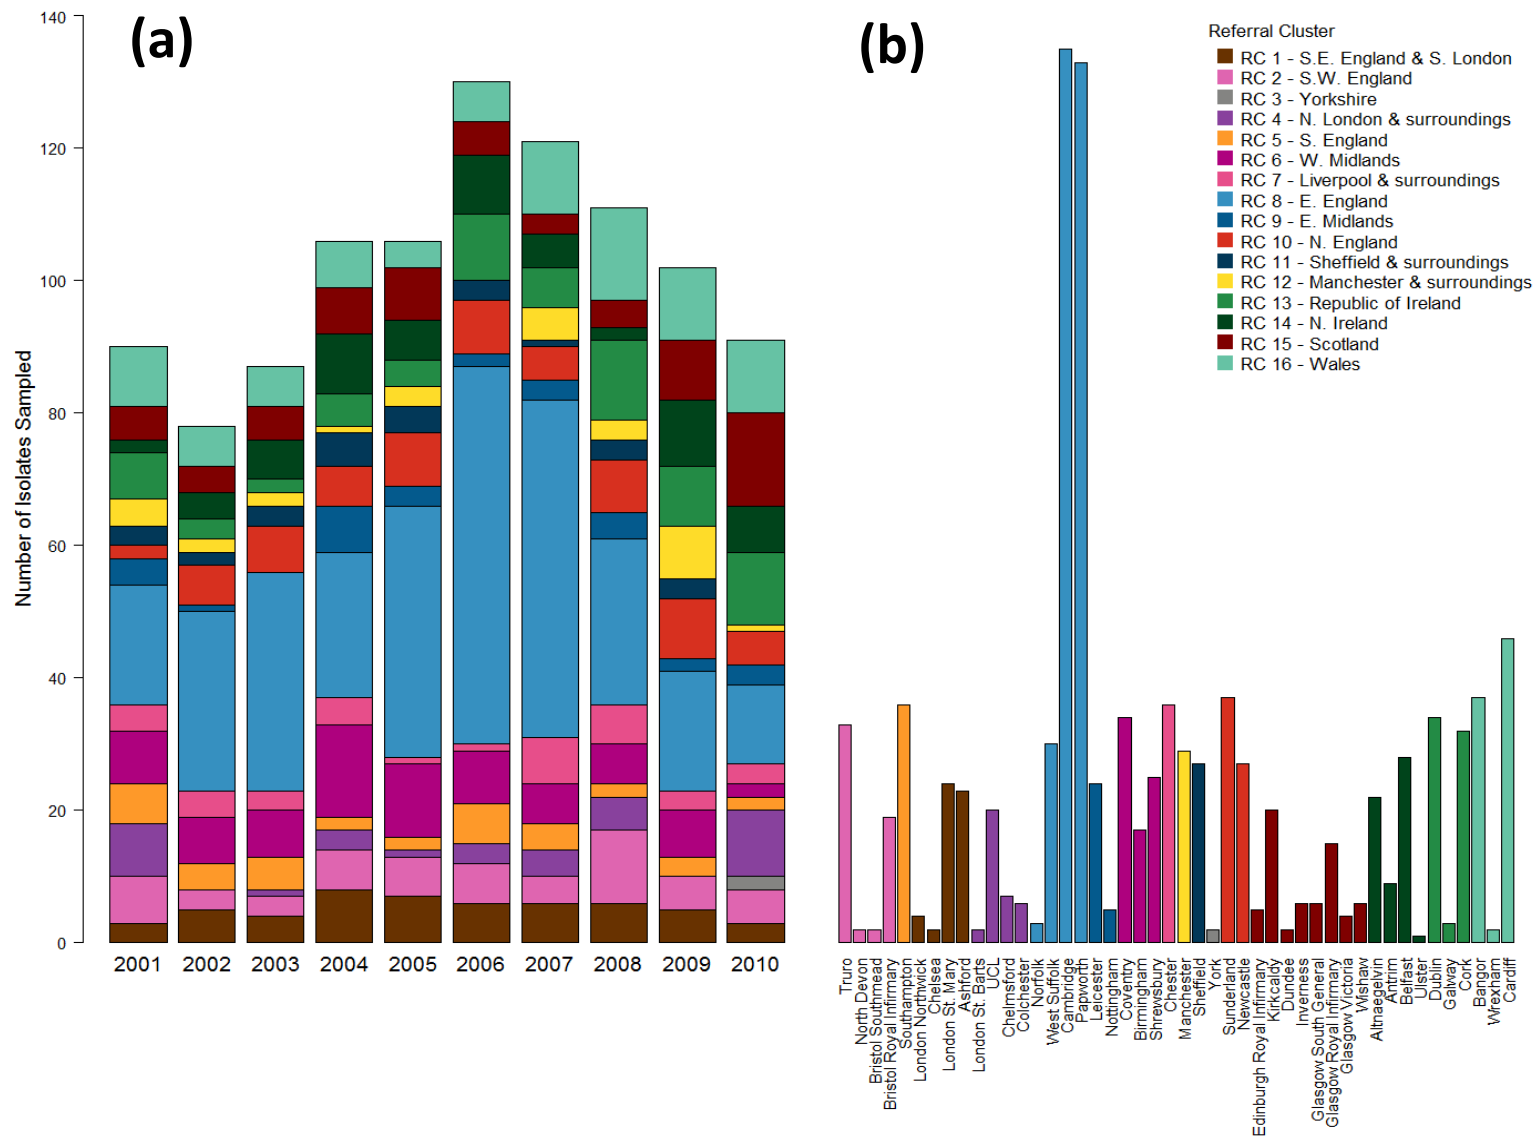 (a)
(b)
Number of Isolates Sampled
140
120
100
80
60
40
20
0
2001
2002
2003
2004
2005
2006
2007
2008
2009
2010
Referral Cluster
RC 1 - S.E. England & S. London
RC 2 - S.W. England
RC 3 - Yorkshire
RC 4 - N. London & surroundings
RC 5 - S. England
RC 6 - W. Midlands
RC 7 - Liverpool & surroundings
RC 8 - E. England
RC 9 - E. Midlands
RC 10 - N. England
RC 11 - Sheffield & surroundings
RC 12 - Manchester & surroundings
RC 13 - Republic of Ireland
RC 14 - N. Ireland
RC 15 - Scotland
RC 16 - Wales
Truro
North Devon
Bristol Southmead
Bristol Royal Infirmary
Southampton
London Northwick
Chelsea
London St. Mary
Ashford
London St. Barts
UCL
Chelmsford
Colchester
Norfolk
West Suffolk
Cambridge
Papworth
Leicester
Nottingham
Coventry
Birmingham
Shrewsbury
Chester
Manchester
Sheffield
York
Sunderland
Newcastle
Edinburgh Royal Infirmary
Kirkcaldy
Dundee
Inverness
Glasgow South General
Glasgow Royal Infirmary
Glasgow Victoria
Wishaw
Altnaegelvin
Antrim
Belfast
Ulster
Dublin
Galway
Cork
Bangor
Wrexham
Cardiff